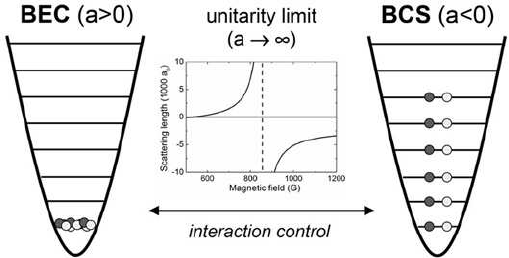 BEC (a>0)
unitarity limit
(a → ∞)
BCS (a<0)
Scattering length (1000 a₀)
10
5
0
-5
-10
600
800
1000
1200
Magnetic field (G)
interaction control